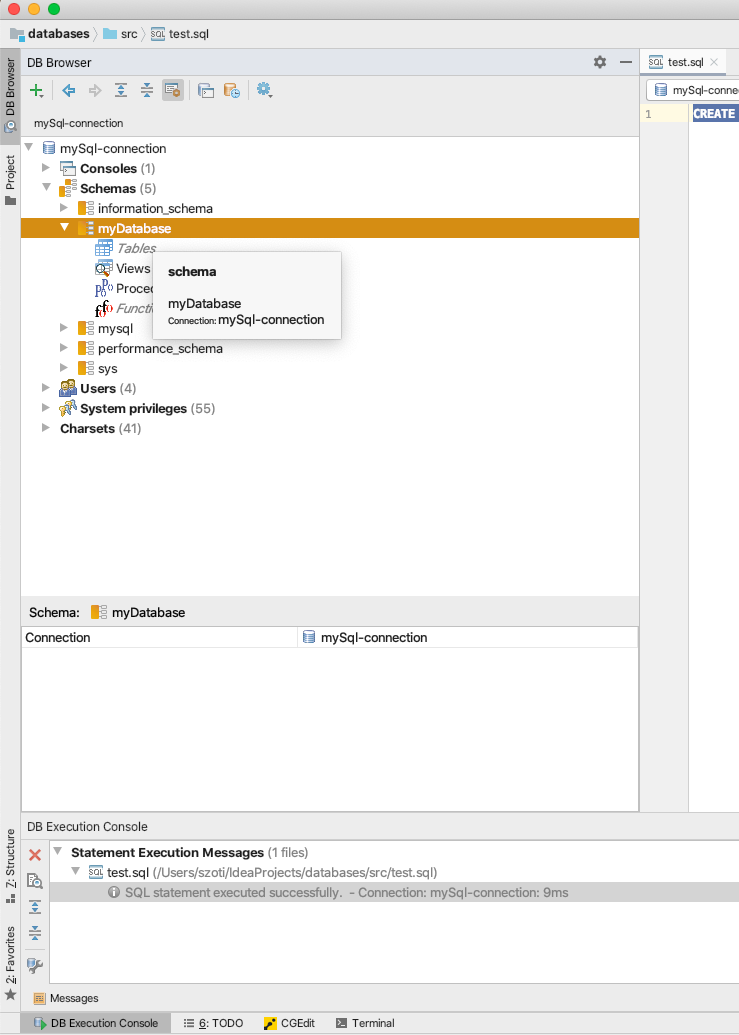 databases src test.sql
DB Browser
test.sql
mySql-conne
mySql-connection
1 CREATE
mySql-connection
Consoles (1)
Schemas (5)
information_schema
myDatabase
Tables
Views
Proced
Functi
schema
myDatabase
Connection: mySql-connection
mysql
performance_schema
sys
Users (4)
System privileges (55)
Charsets (41)
Schema: myDatabase
Connection mySql-connection
DB Execution Console
Statement Execution Messages (1 files)
test.sql (/Users/szoti/IdeaProjects/databases/src/test.sql)
SQL statement executed successfully. - Connection: mySql-connection: 9ms
Messages
DB Execution Console 6: TODO CGEdit Terminal
DB Browser
Project
Z: Structure
2: Favorites